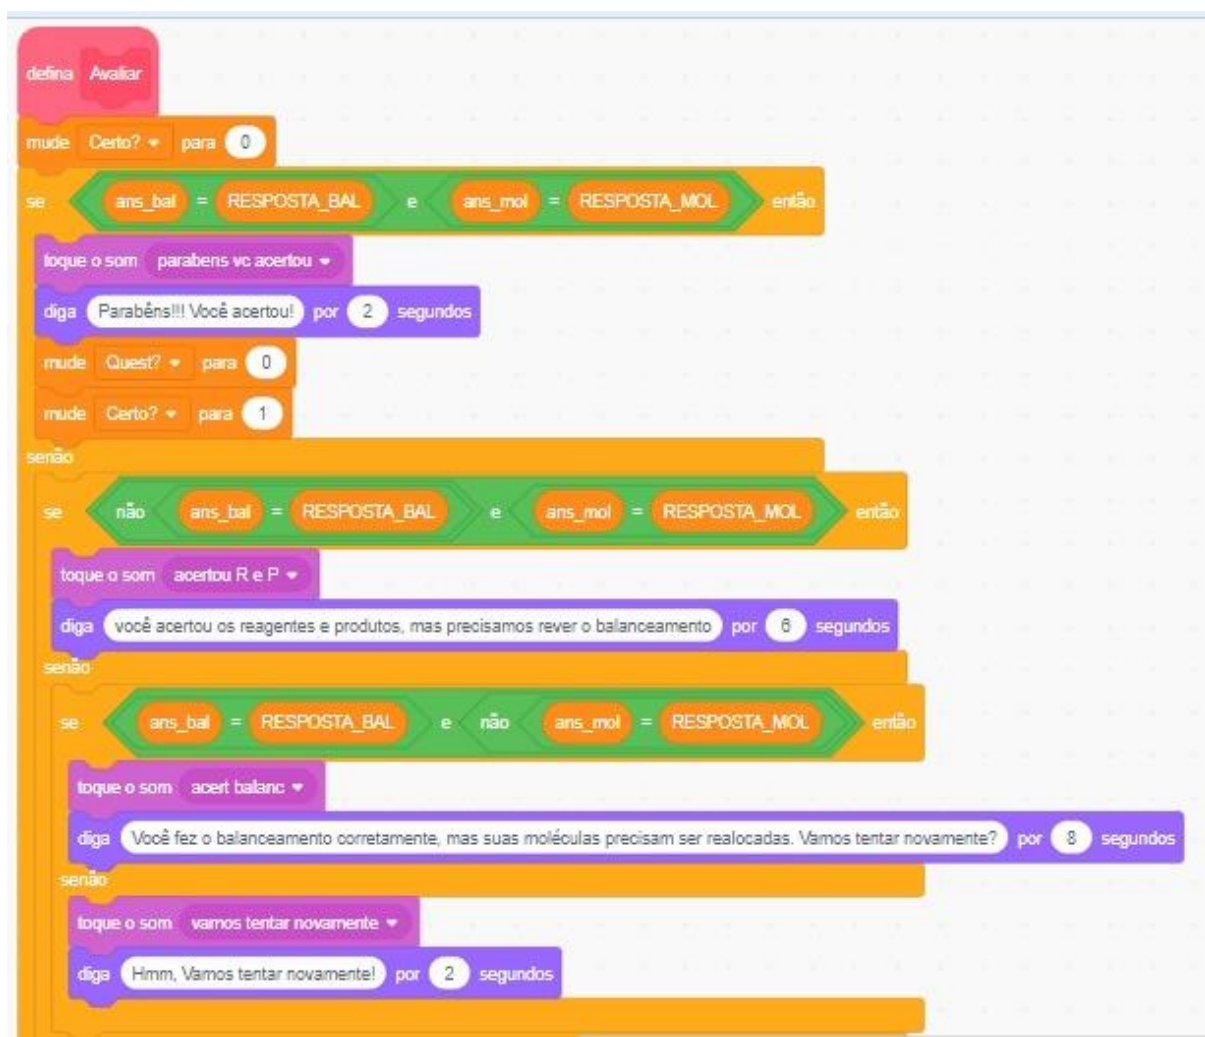 defina Avaliar
mude Certo? para 0
se ans_bal = RESPOSTA_BAL e ans_mol = RESPOSTA_MOL então
toque o som parabens vc acertou
diga Parabêns!!! Você acertou! por 2 segundos
mude Quest? para 0
mude Certo? para 1
senão
se não ans_bal = RESPOSTA_BAL e ans_mol = RESPOSTA_MOL então
toque o som acertou R e P
diga você acertou os reagentes e produtos, mas precisamos rever o balanceamento por 6 segundos
senão
se ans_bal = RESPOSTA_BAL e não ans_mol = RESPOSTA_MOL então
toque o som acert balanc
diga Você fez o balanceamento corretamente, mas suas moléculas precisam ser realocadas. Vamos tentar novamente? por 8 segundos
senão
toque o som vamos tentar novamente
diga Hmm, Vamos tentar novamente! por 2 segundos